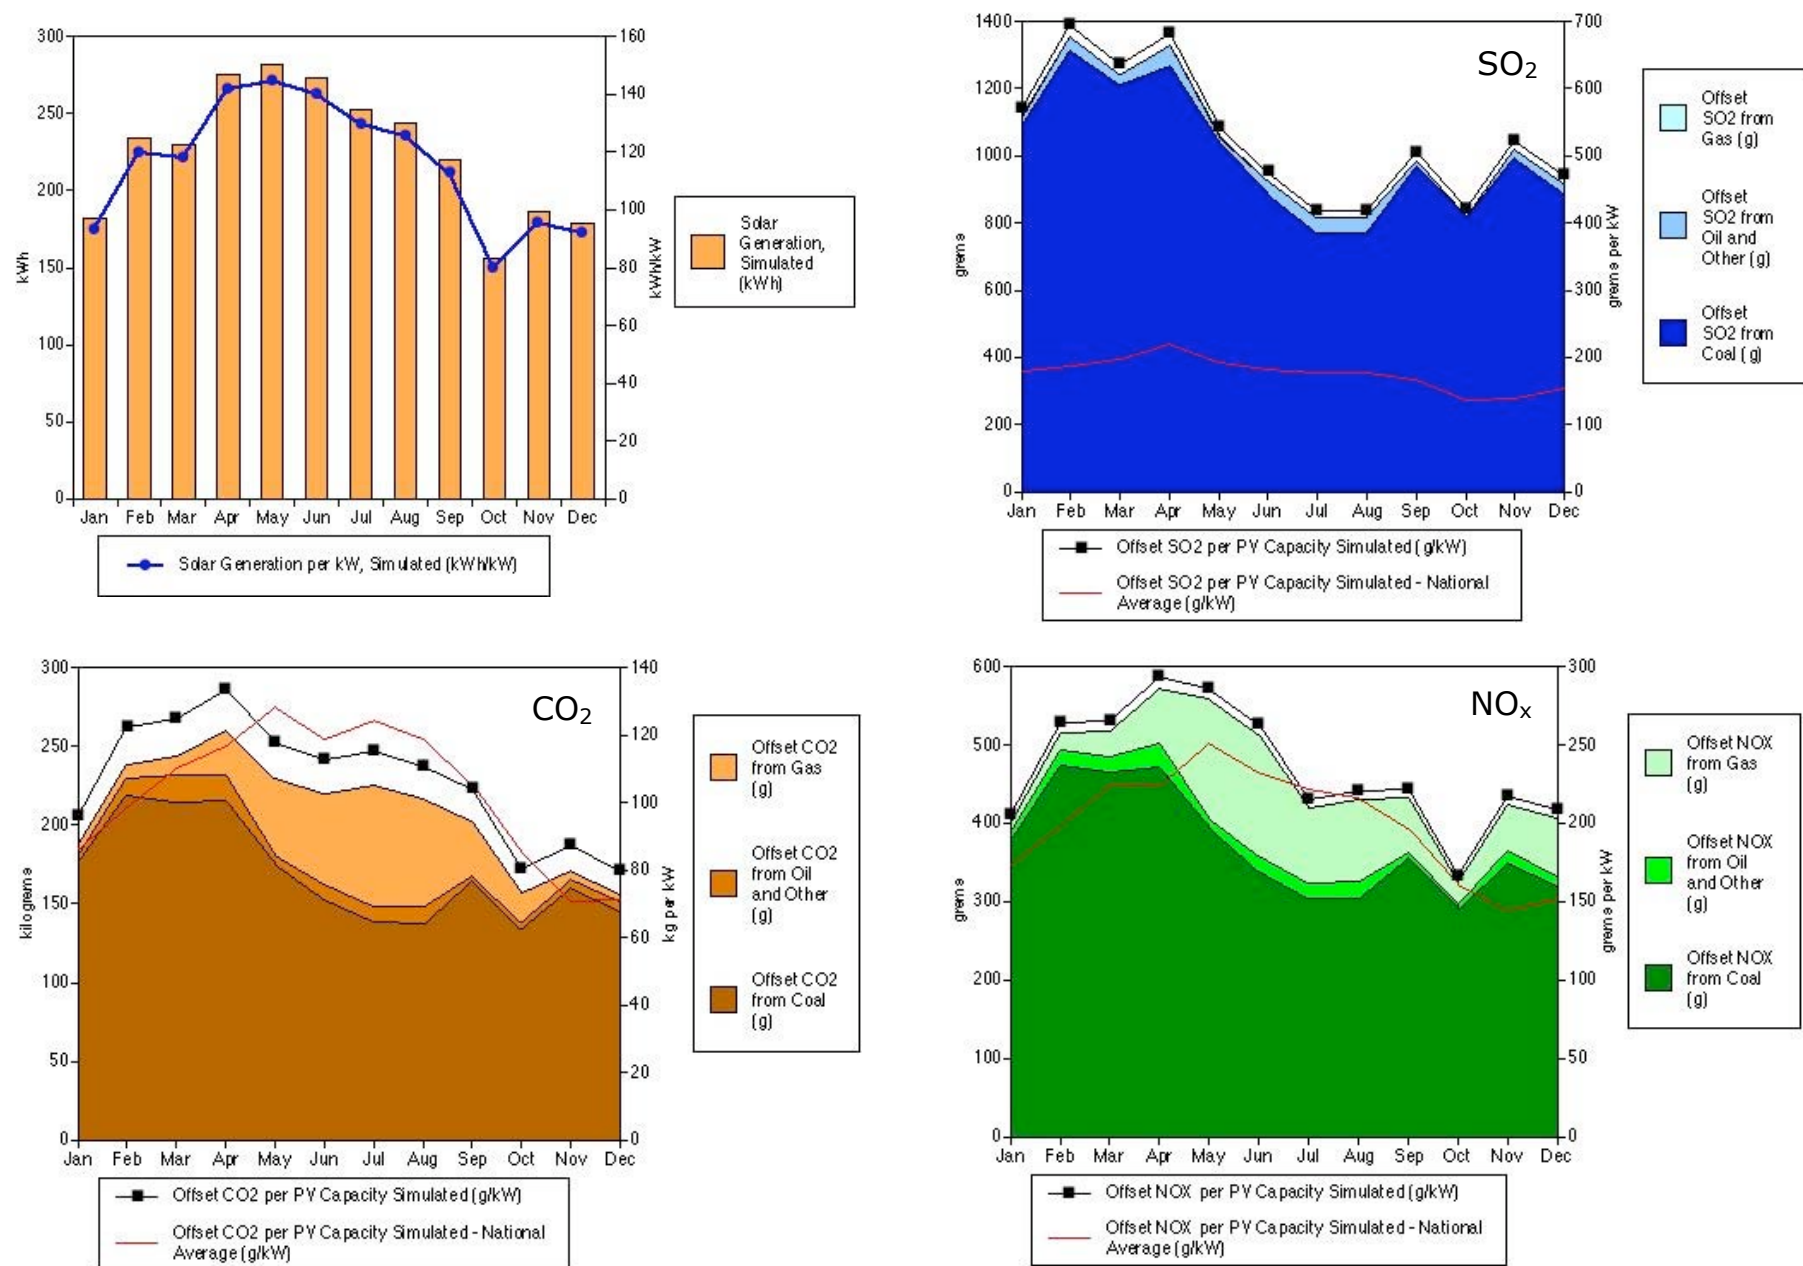 300
250
200
150
100
50
0
kWh
160
140
120
100
80
60
40
20
0
kWh/kW
Jan Feb Mar Apr May Jun Jul Aug Sep Oct Nov Dec
Solar
Generation,
Simulated
(kWh)
Solar Generation per kW, Simulated (kWh/kW)
SO2
1400
1200
1000
800
600
400
200
0
grems
700
600
500
400
300
200
100
0
grems per kW
Jan Feb Mar Apr May Jun Jul Aug Sep Oct Nov Dec
Offset
SO2 from
Gas (g)
Offset
SO2 from
Oil and
Other (g)
Offset
SO2 from
Coal (g)
Offset SO2 per PV Capacity Simulated (g/kW)
Offset SO2 per PV Capacity Simulated - National
Average (g/kW)
CO2
300
250
200
150
100
50
0
kilogrems
140
120
100
80
60
40
20
0
kg per kW
Jan Feb Mar Apr May Jun Jul Aug Sep Oct Nov Dec
Offset CO2
from Gas
(g)
Offset CO2
from Oil
and Other
(g)
Offset CO2
from Coal
(g)
Offset CO2 per PV Capacity Simulated (g/kW)
Offset CO2 per PV Capacity Simulated - National
Average (g/kW)
NOx
600
500
400
300
200
100
0
grems
300
250
200
150
100
50
0
grems per kW
Jan Feb Mar Apr May Jun Jul Aug Sep Oct Nov Dec
Offset NOX
from Gas
(g)
Offset NOX
from Oil
and Other
(g)
Offset NOX
from Coal
(g)
Offset NOX per PV Capacity Simulated (g/kW)
Offset NOX per PV Capacity Simulated - National
Average (g/kW)